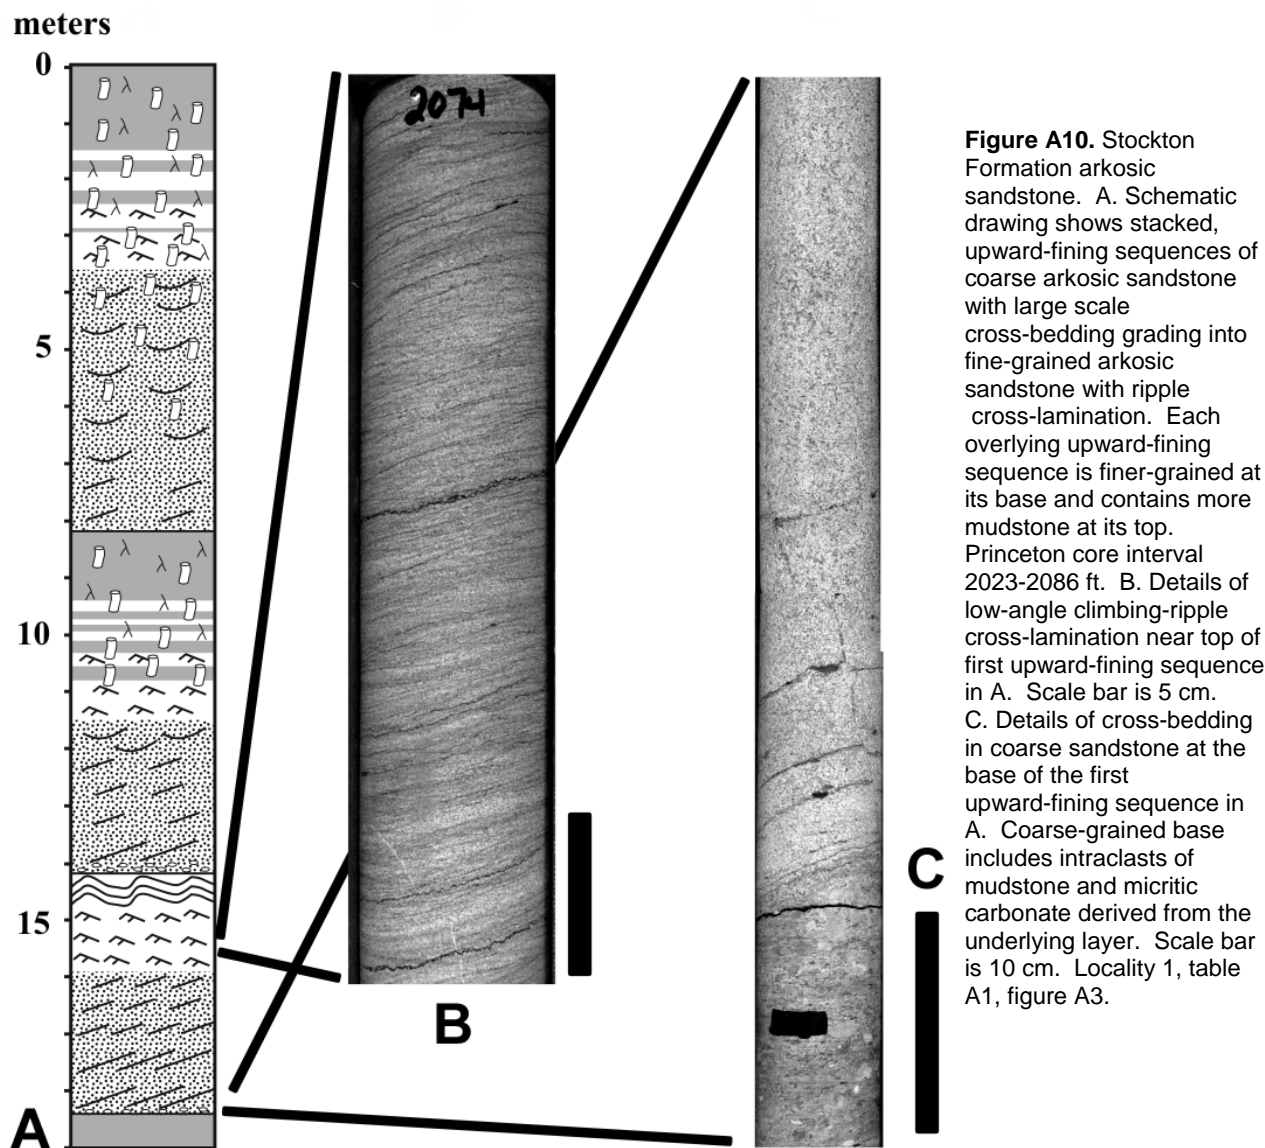 meters
0
5
10
15
A
2074
B
C
Figure A10. Stockton
Formation arkosic
sandstone. A. Schematic
drawing shows stacked,
upward-fining sequences of
coarse arkosic sandstone
with large scale
cross-bedding grading into
fine-grained arkosic
sandstone with ripple
cross-lamination. Each
overlying upward-fining
sequence is finer-grained at
its base and contains more
mudstone at its top.
Princeton core interval
2023-2086 ft. B. Details of
low-angle climbing-ripple
cross-lamination near top of
first upward-fining sequence
in A. Scale bar is 5 cm.
C. Details of cross-bedding
in coarse sandstone at the
base of the first
upward-fining sequence in
A. Coarse-grained base
includes intraclasts of
mudstone and micritic
carbonate derived from the
underlying layer. Scale bar
is 10 cm. Locality 1, table
A1, figure A3.